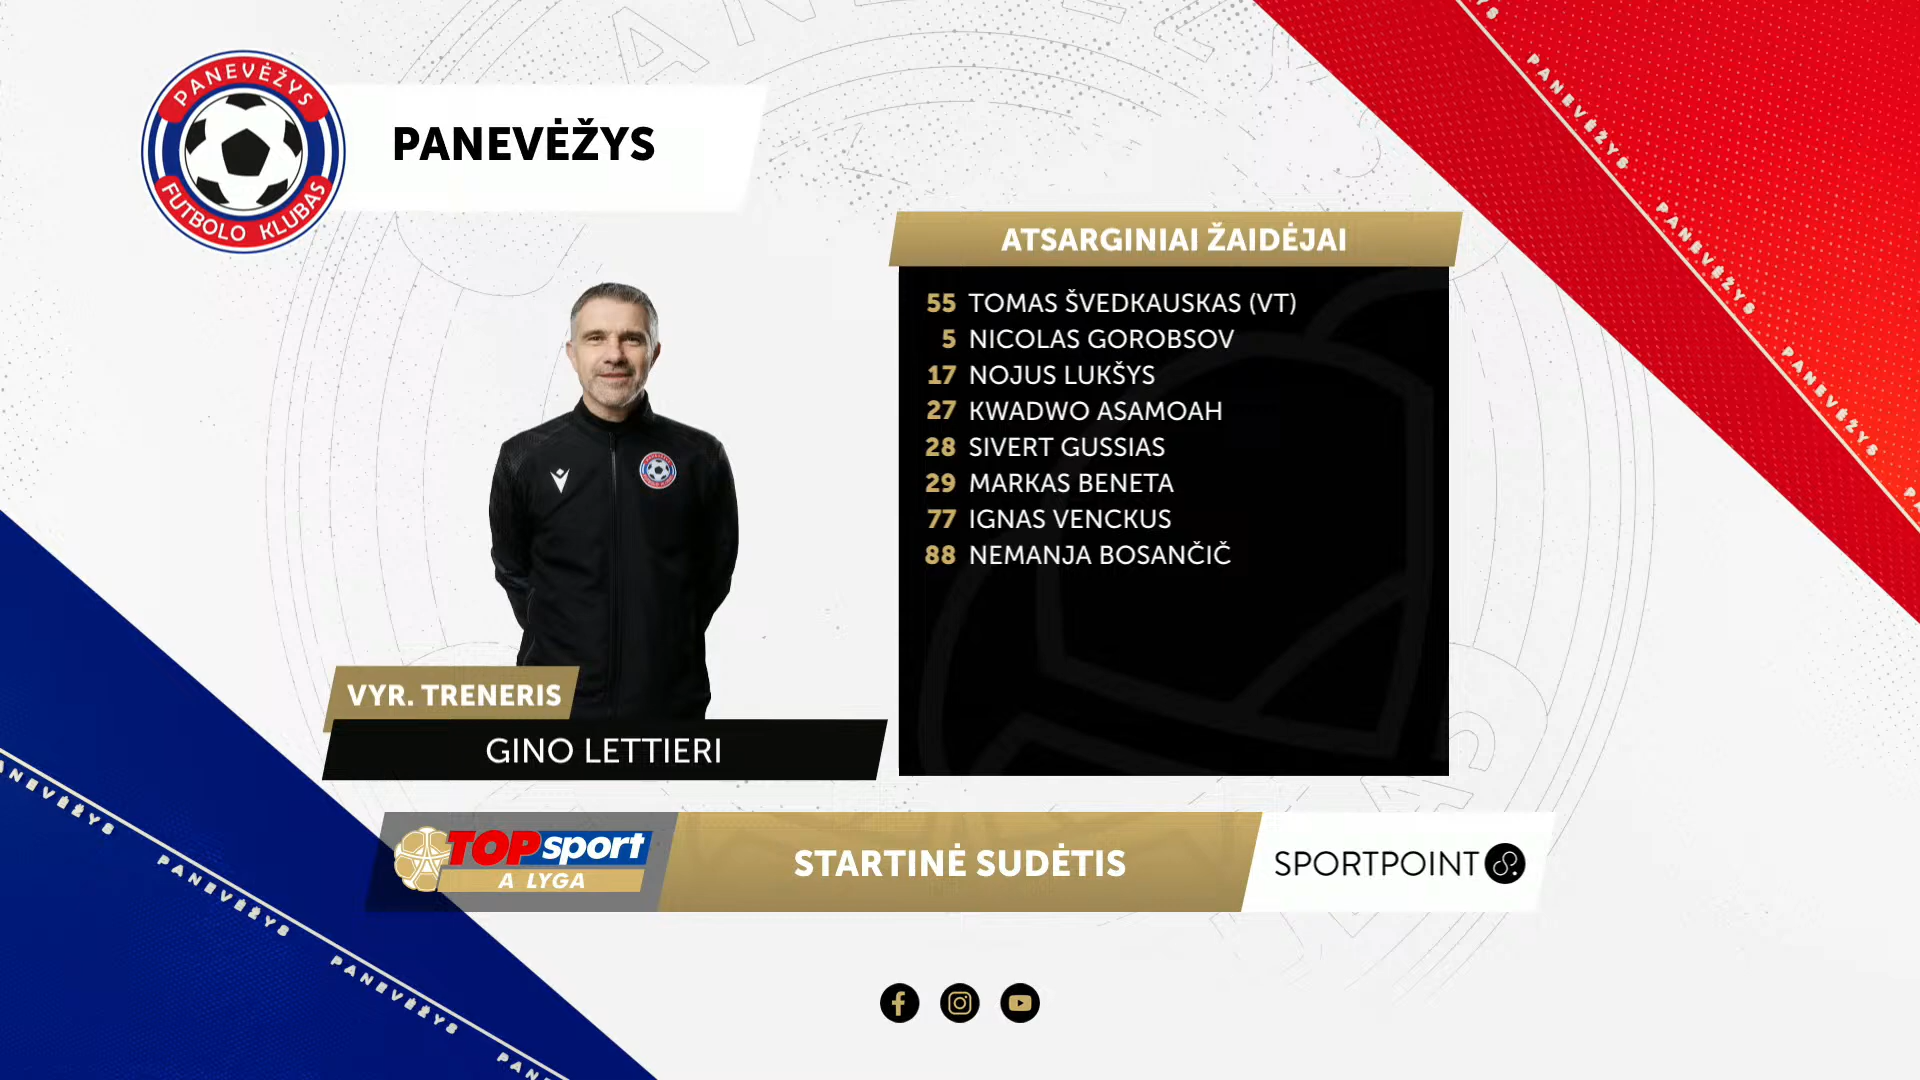 PANEVĖŽYS
FUTBOLO KLUBAS
PANEVĖŽYS
ATSARGINIAI ŽAIDĖJAI
55 TOMAS ŠVEDKAUSKAS (VT)
5 NICOLAS GOROBSOV
17 NOJUS LUKŠYS
27 KWADWO ASAMOAH
28 SIVERT GUSSIAS
29 MARKAS BENETA
77 IGNAS VENCKUS
88 NEMANJA BOSANČIČ
VYR. TRENERIS
GINO LETTIERI
TOPsport
A LYGA
STARTINĖ SUDĖTIS
SPORTPOINT
PANEVĖŽYS
PANEVĖŽYS
PANEVĖŽYS
PANEVĖŽYS
PANEVĖŽYS